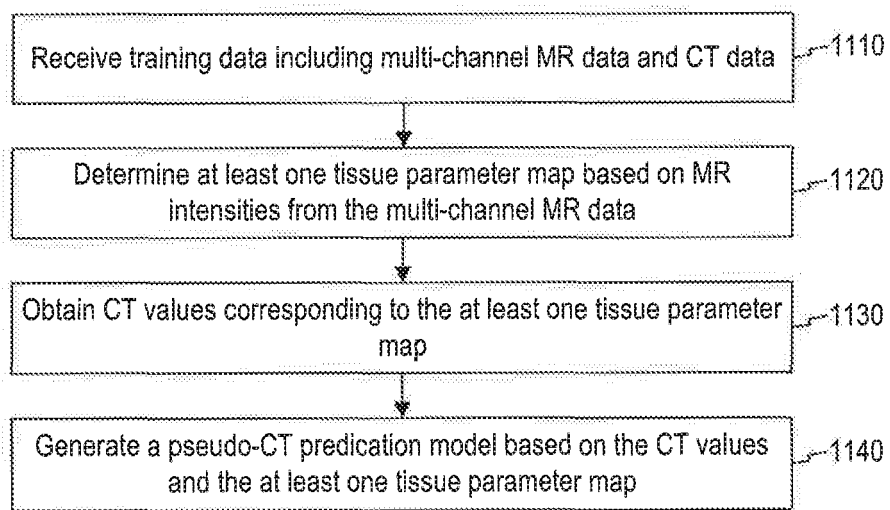 Receive training data including multi-channel MR data and CT data
1110
Determine at least one tissue parameter map based on MR
intensities from the multi-channel MR data
1120
Obtain CT values corresponding to the at least one tissue parameter
map
1130
Generate a pseudo-CT predication model based on the CT values
and the at least one tissue parameter map
1140